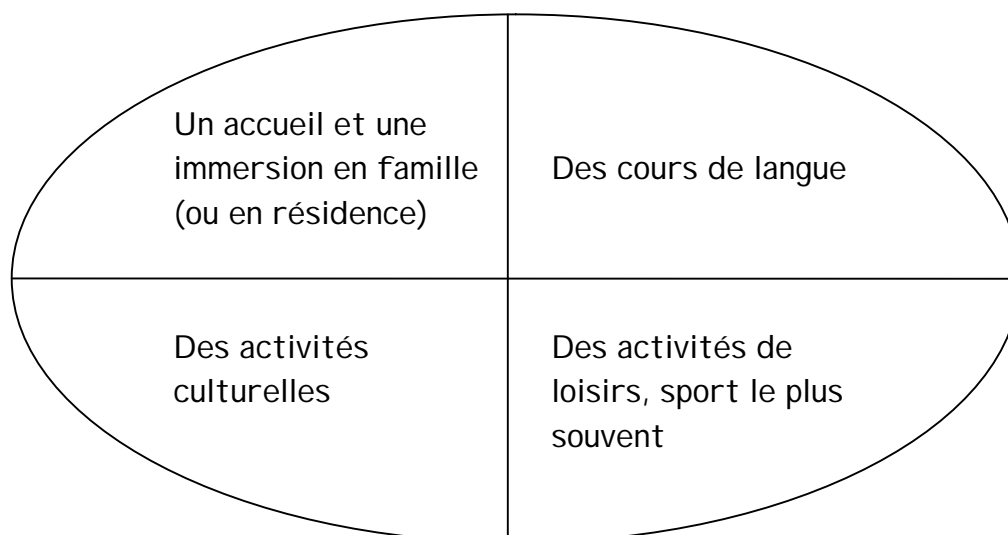 Un accueil et une
immersion en famille
(ou en résidence)
Des cours de langue
Des activités
culturelles
Des activités de
loisirs, sport le plus
souvent